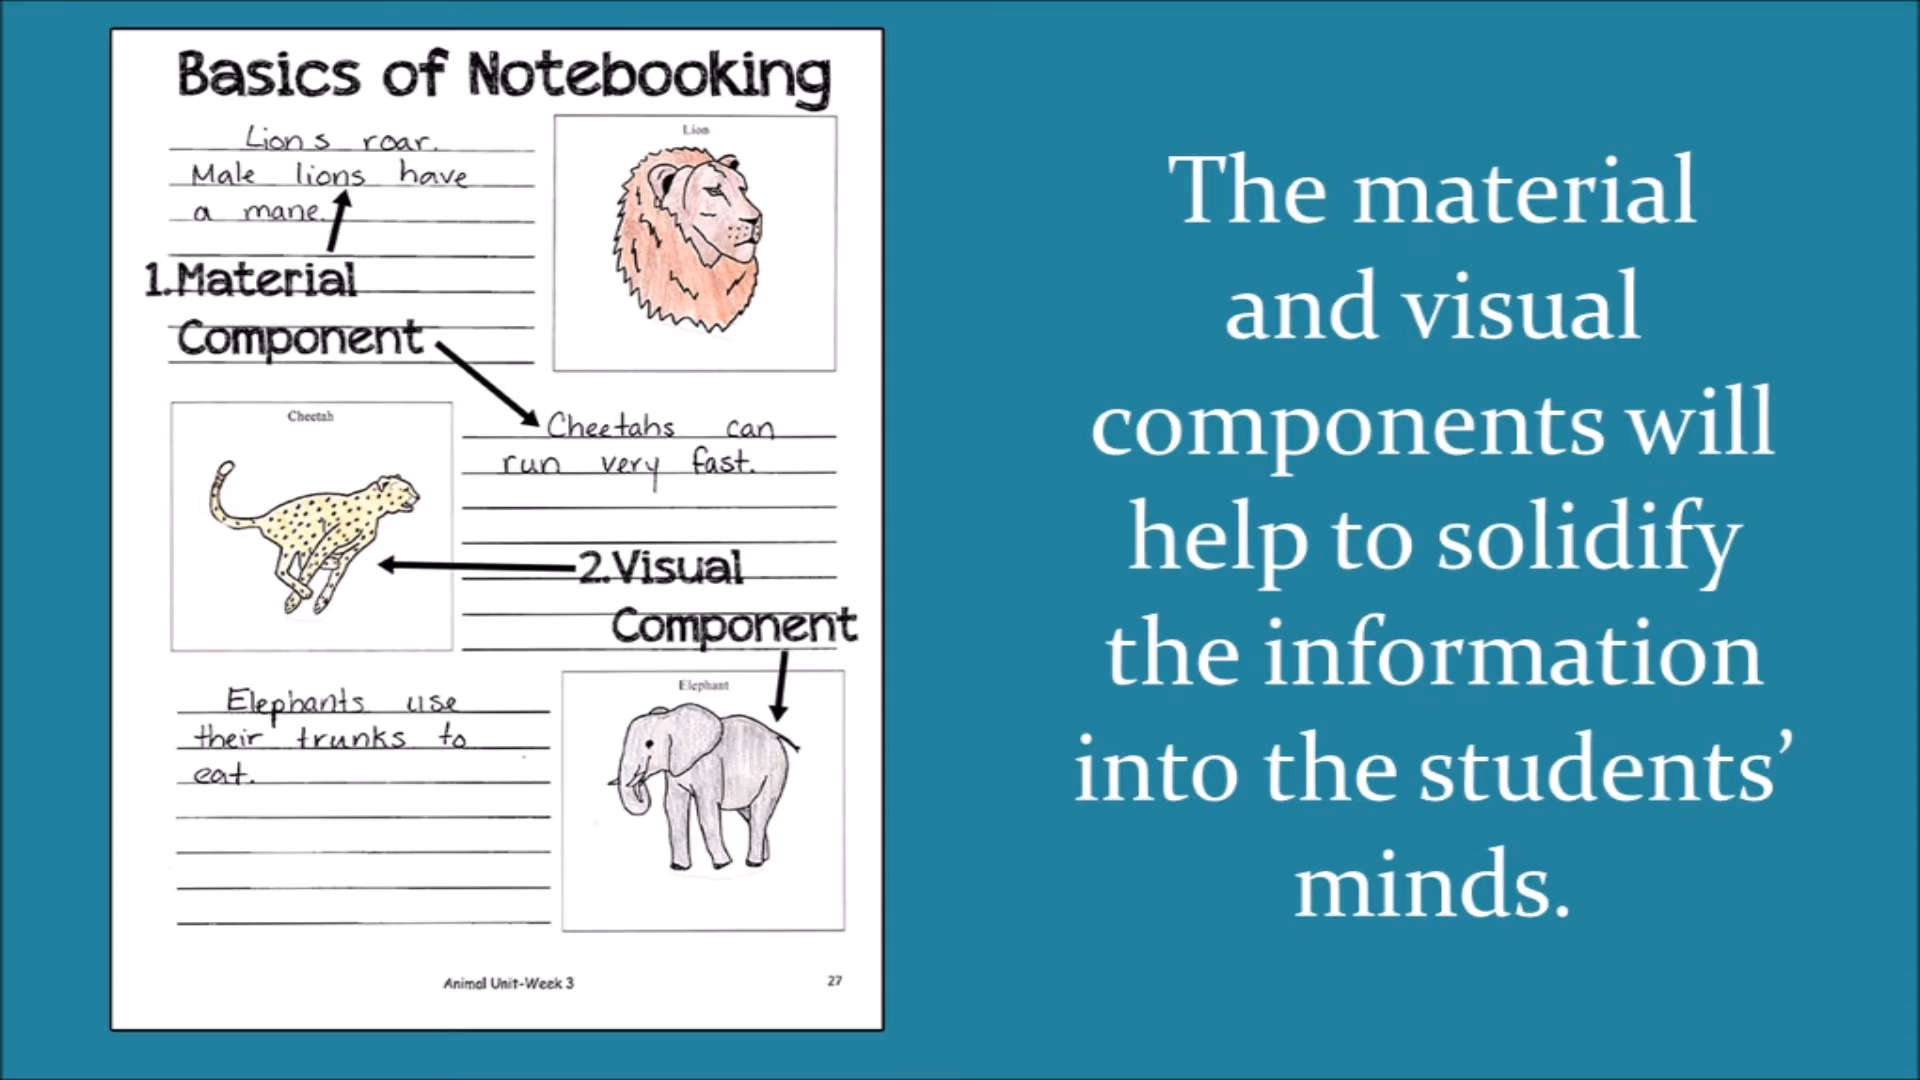 Basics of Notebooking
Lions roar.
Male lions have
a mane.
Lion
1. Material
Component
Cheetah
Cheetahs can
run very fast.
2. Visual
Component
Elephants use
their trunks to
eat.
Elephant
Animal Unit-Week 3
27
The material
and visual
components will
help to solidify
the information
into the students’
minds.